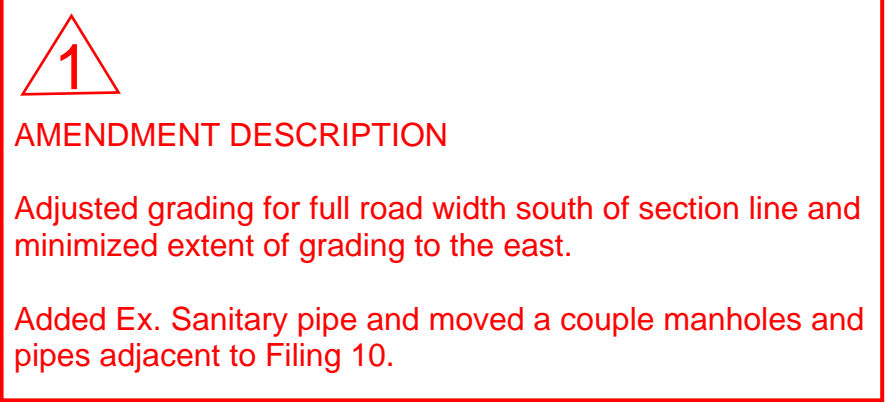 1
AMENDMENT DESCRIPTION
Adjusted grading for full road width south of section line and
minimized extent of grading to the east.
Added Ex. Sanitary pipe and moved a couple manholes and
pipes adjacent to Filing 10.